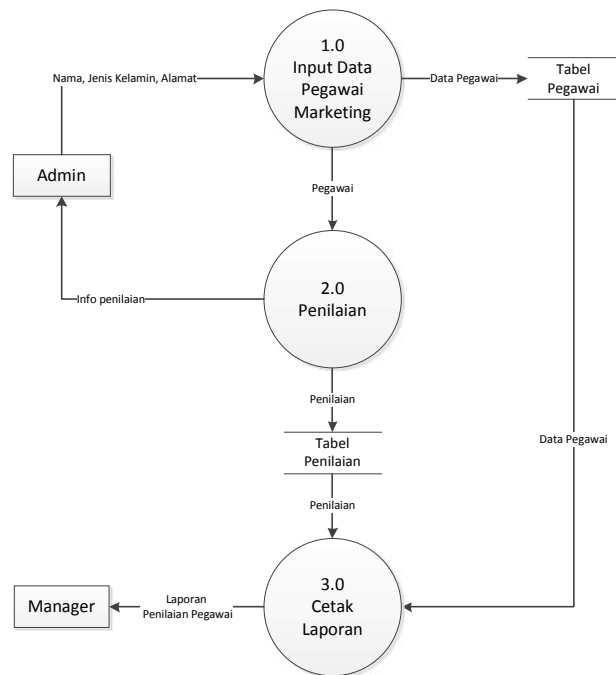 1.0
Input Data
Pegawai
Marketing
Nama, Jenis Kelamin, Alamat
Data Pegawai
Tabel
Pegawai
Admin
Pegawai
2.0
Penilaian
Info penilaian
Penilaian
Tabel
Penilaian
Data Pegawai
Penilaian
3.0
Cetak
Laporan
Laporan
Penilaian Pegawai
Manager